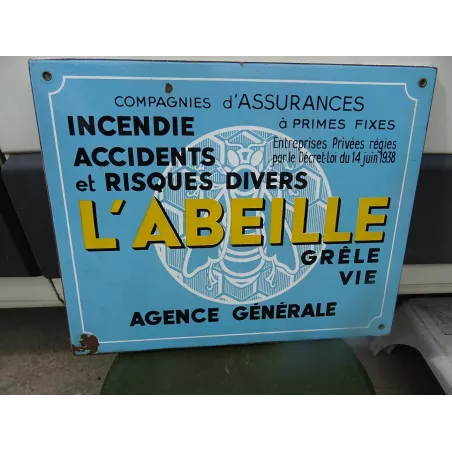 COMPAGNIES d'ASSURANCES
à PRIMES FIXES
INCENDIE
ACCIDENTS
et RISQUES DIVERS
Entreprises Privées régies
par le Décret-Loi du 14 juin 1938
L'ABEILLE
GRÊLE
VIE
AGENCE GÉNÉRALE